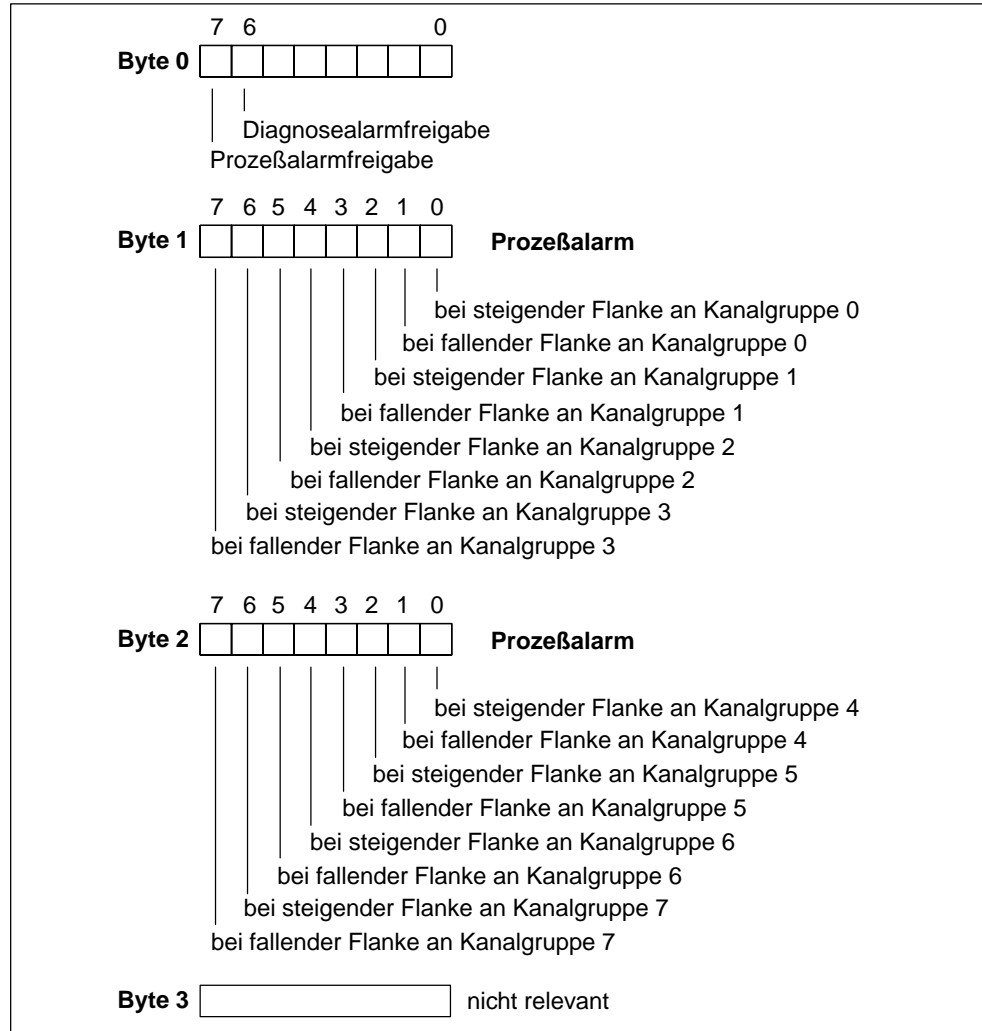 7 6 0
Byte 0
Diagnosealarmfreigabe
Prozeßalarmfreigabe
7 6 5 4 3 2 1 0
Byte 1 Prozeßalarm
bei steigender Flanke an Kanalgruppe 0
bei fallender Flanke an Kanalgruppe 0
bei steigender Flanke an Kanalgruppe 1
bei fallender Flanke an Kanalgruppe 1
bei steigender Flanke an Kanalgruppe 2
bei fallender Flanke an Kanalgruppe 2
bei steigender Flanke an Kanalgruppe 3
bei fallender Flanke an Kanalgruppe 3
7 6 5 4 3 2 1 0
Byte 2 Prozeßalarm
bei steigender Flanke an Kanalgruppe 4
bei fallender Flanke an Kanalgruppe 4
bei steigender Flanke an Kanalgruppe 5
bei fallender Flanke an Kanalgruppe 5
bei steigender Flanke an Kanalgruppe 6
bei fallender Flanke an Kanalgruppe 6
bei steigender Flanke an Kanalgruppe 7
bei fallender Flanke an Kanalgruppe 7
Byte 3 nicht relevant